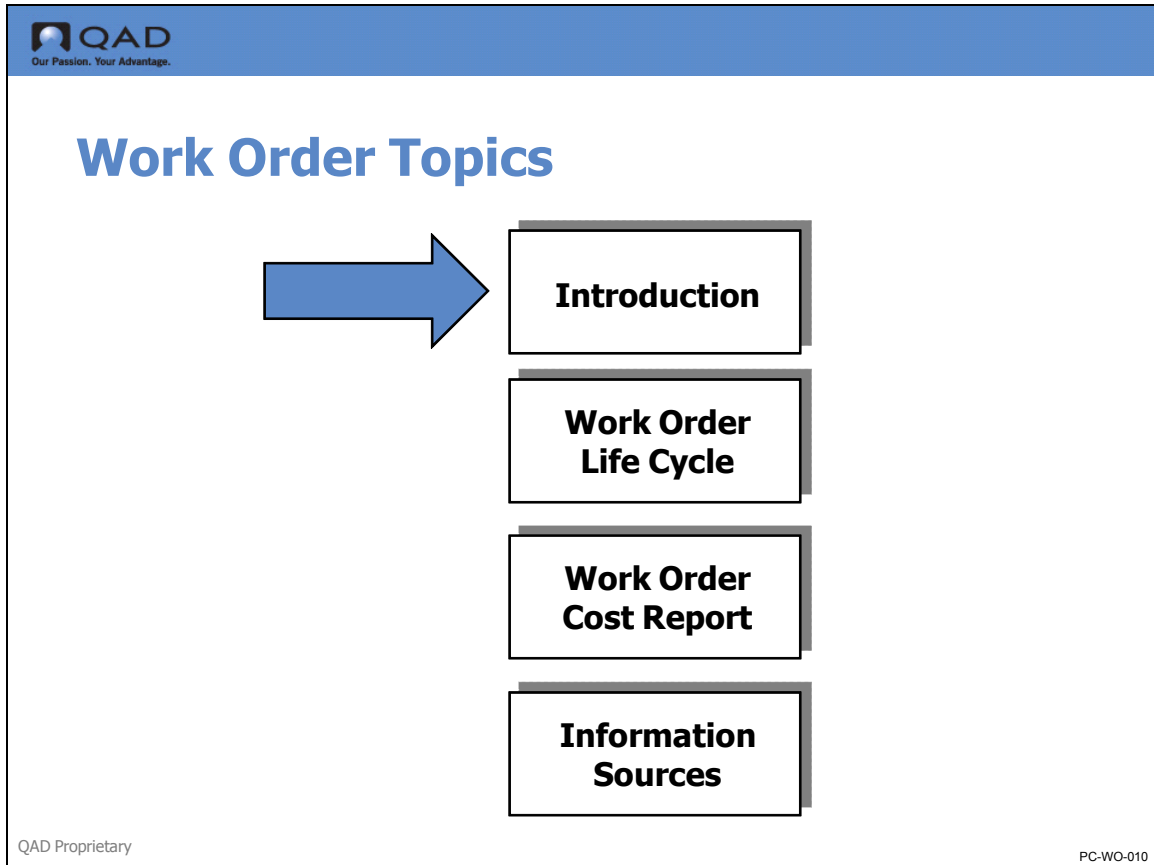 QAD
Our Passion. Your Advantage.
Work Order Topics
Introduction
Work Order
Life Cycle
Work Order
Cost Report
Information
Sources
QAD Proprietary
PC-WO-010